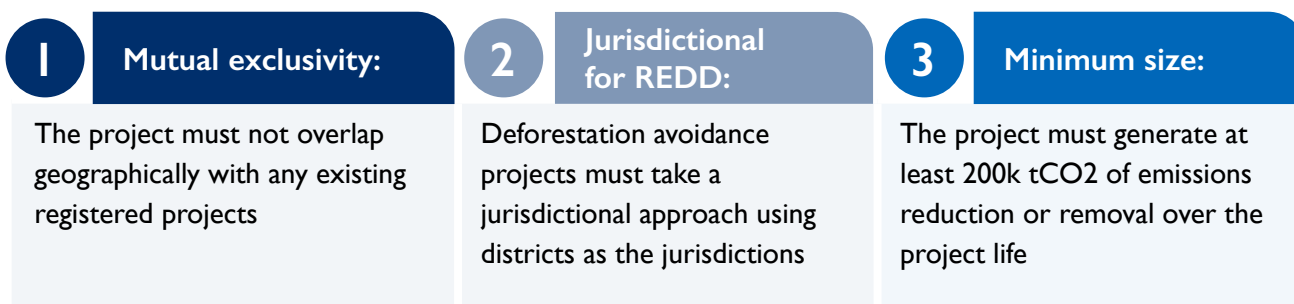 1
Mutual exclusivity:
The project must not overlap
geographically with any existing
registered projects
2
Jurisdictional
for REDD:
Deforestation avoidance
projects must take a
jurisdictional approach using
districts as the jurisdictions
3
Minimum size:
The project must generate at
least 200k tCO2 of emissions
reduction or removal over the
project life